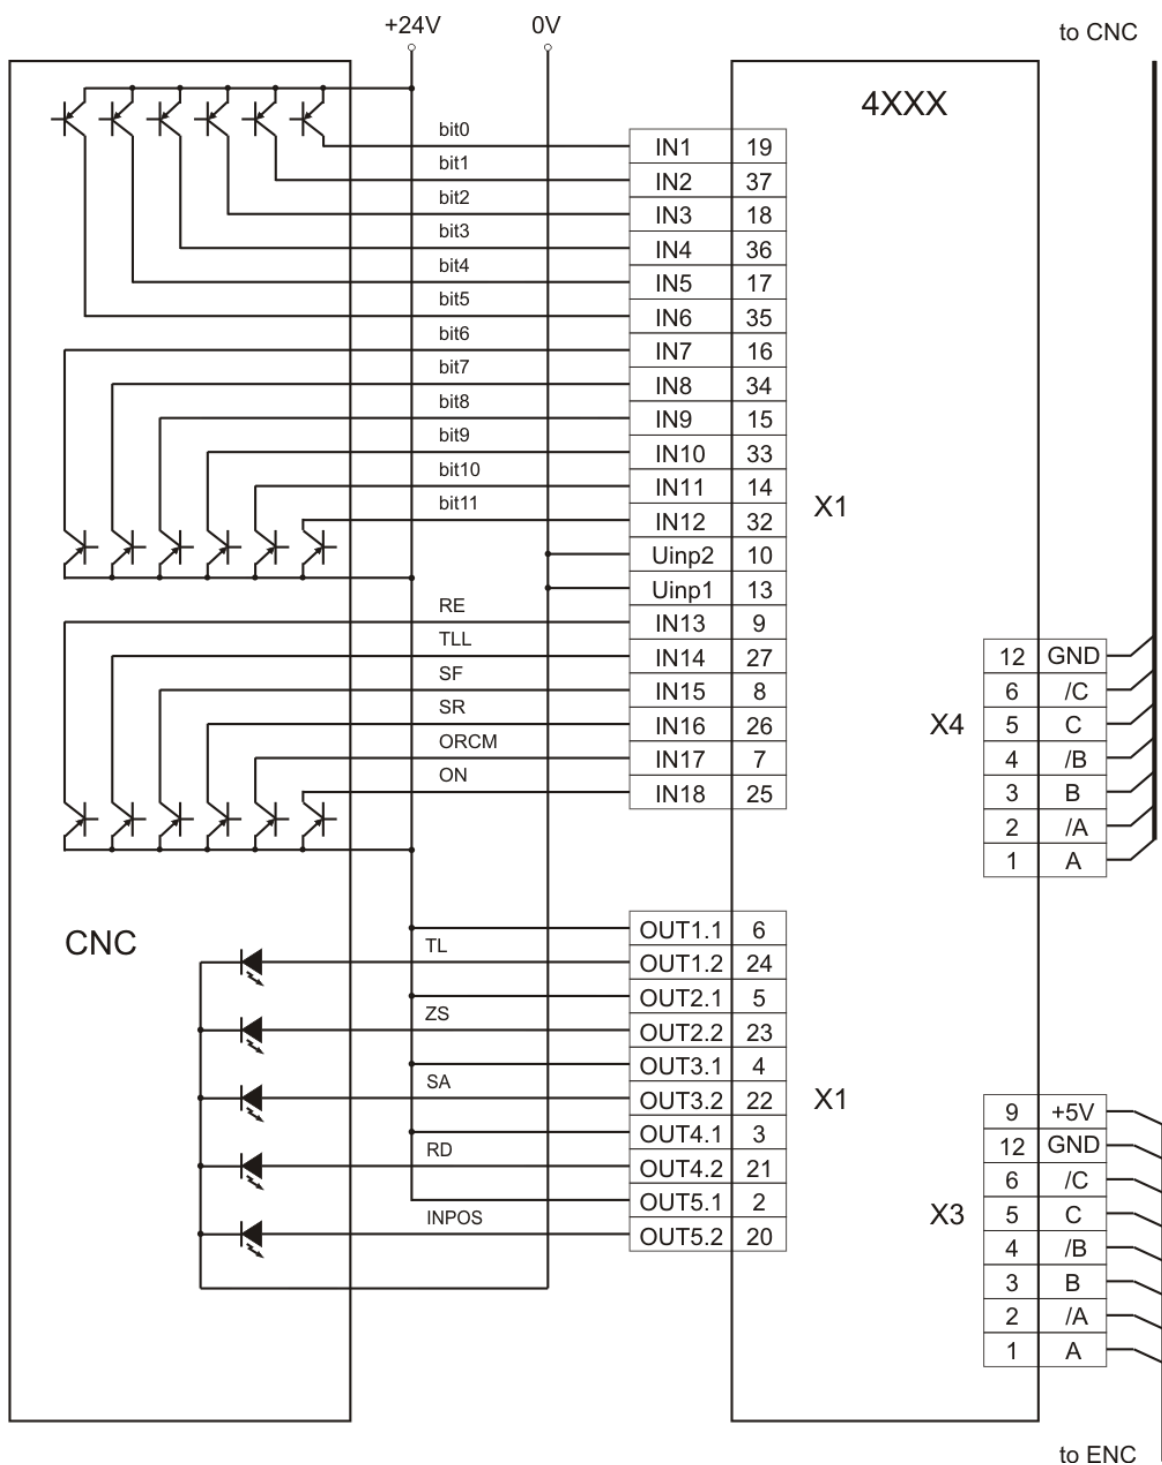 +24V
0V
to CNC
4XXX
bit0
IN1 19
bit1
IN2 37
bit2
IN3 18
bit3
IN4 36
bit4
IN5 17
bit5
IN6 35
bit6
IN7 16
bit7
IN8 34
bit8
IN9 15
bit9
IN10 33
bit10
IN11 14
bit11
IN12 32
X1
Uinp2 10
Uinp1 13
RE
IN13 9
TLL
IN14 27
SF
IN15 8
SR
IN16 26
ORCM
IN17 7
ON
IN18 25
12 GND
6 /C
X4
5 C
4 /B
3 B
2 /A
1 A
CNC
OUT1.1 6
TL
OUT1.2 24
OUT2.1 5
ZS
OUT2.2 23
OUT3.1 4
SA
OUT3.2 22
X1
OUT4.1 3
RD
OUT4.2 21
OUT5.1 2
INPOS
OUT5.2 20
9 +5V
12 GND
6 /C
X3
5 C
4 /B
3 B
2 /A
1 A
to ENC